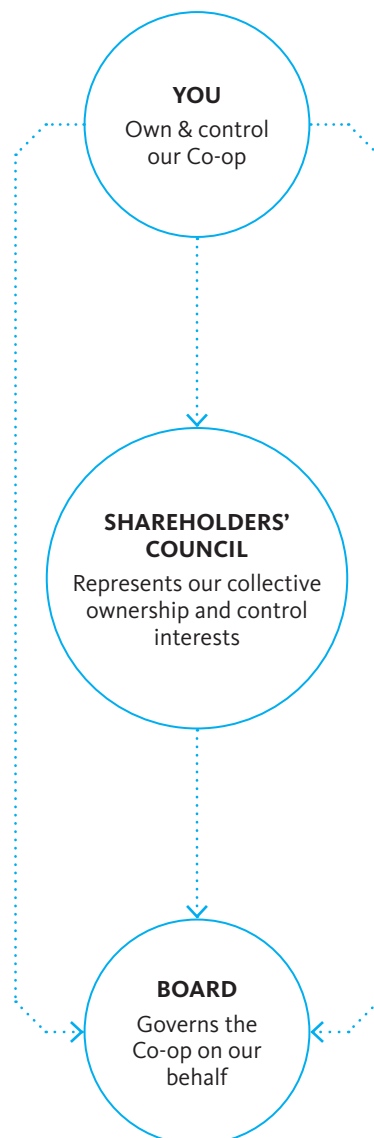 YOU
Own & control
our Co-op
SHAREHOLDERS’
COUNCIL
Represents our collective
ownership and control
interests
BOARD
Governs the
Co-op on our
behalf